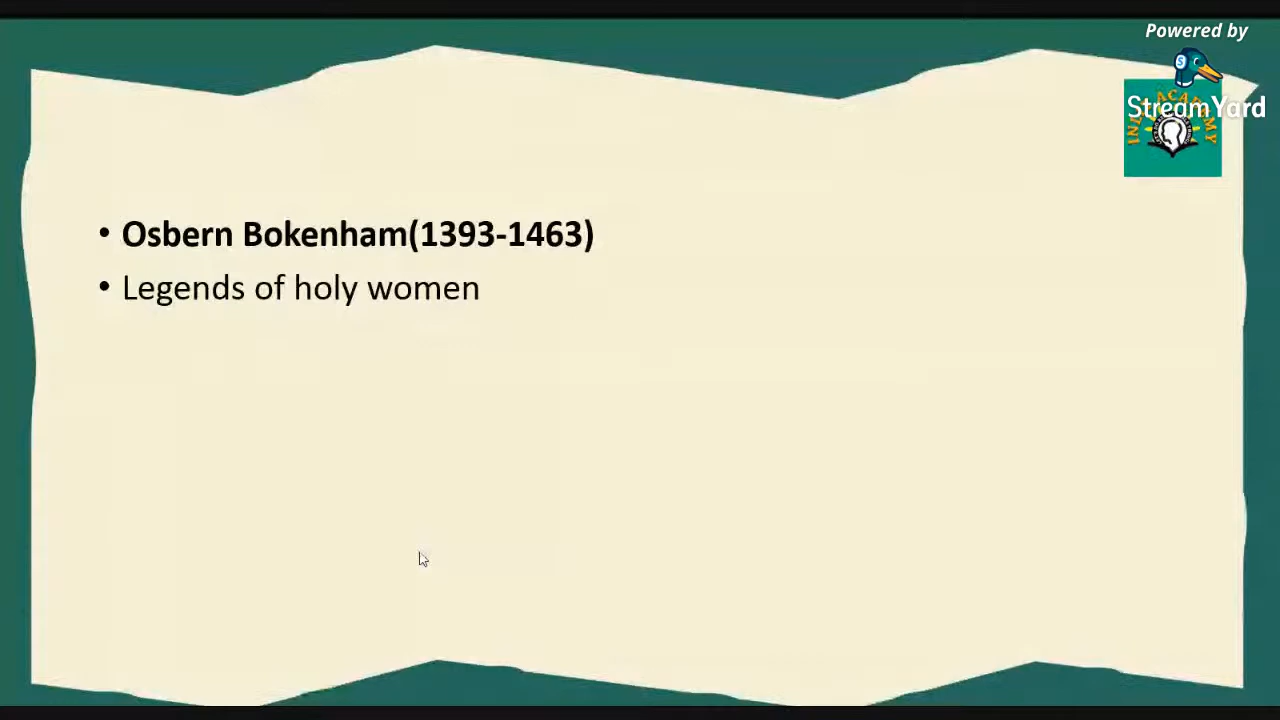 Powered by
StreamYard
• Osbern Bokenham(1393-1463)
• Legends of holy women